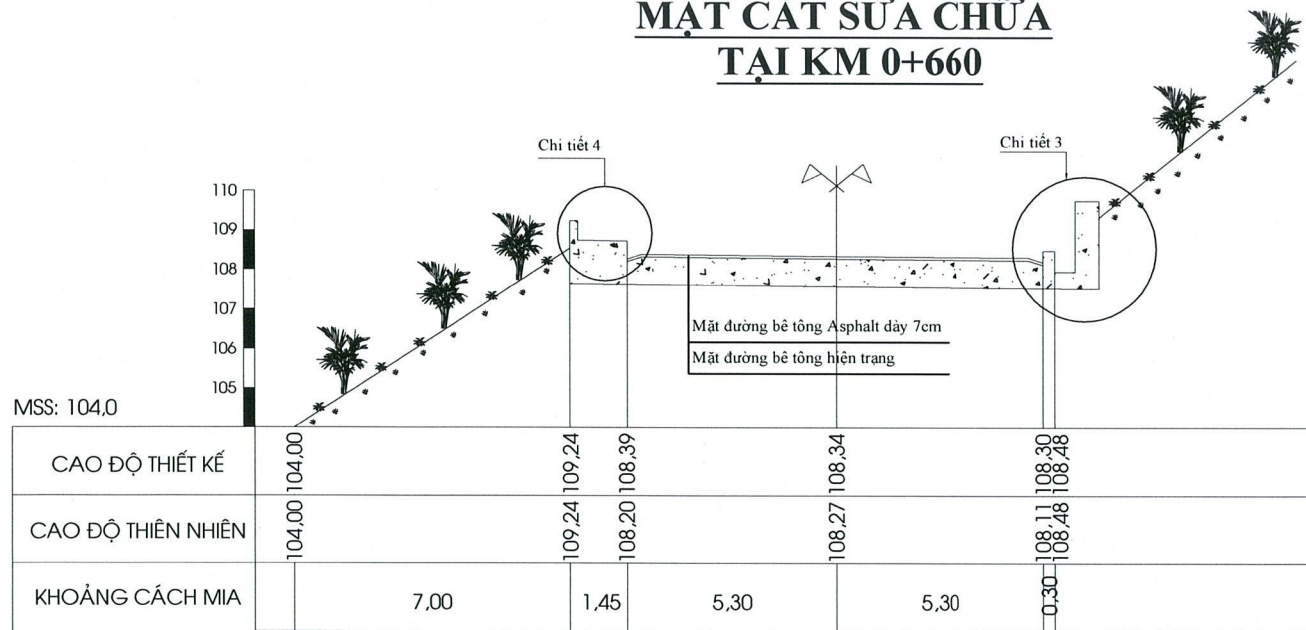 MẶT CẮT SỬA CHỮA
TẠI KM 0+660
Chi tiết 4
Chi tiết 3
110
109
108
107
106
105
Mặt đường bê tông Asphalt dày 7cm
Mặt đường bê tông hiện trạng
MSS: 104,0
CAO ĐỘ THIẾT KẾ
104,00
109,24
108,39
108,34
108,30
108,48
CAO ĐỘ THIÊN NHIÊN
104,00
109,24
108,20
108,27
108,11
108,48
KHOẢNG CÁCH MIA
7,00
1,45
5,30
5,30
0,30